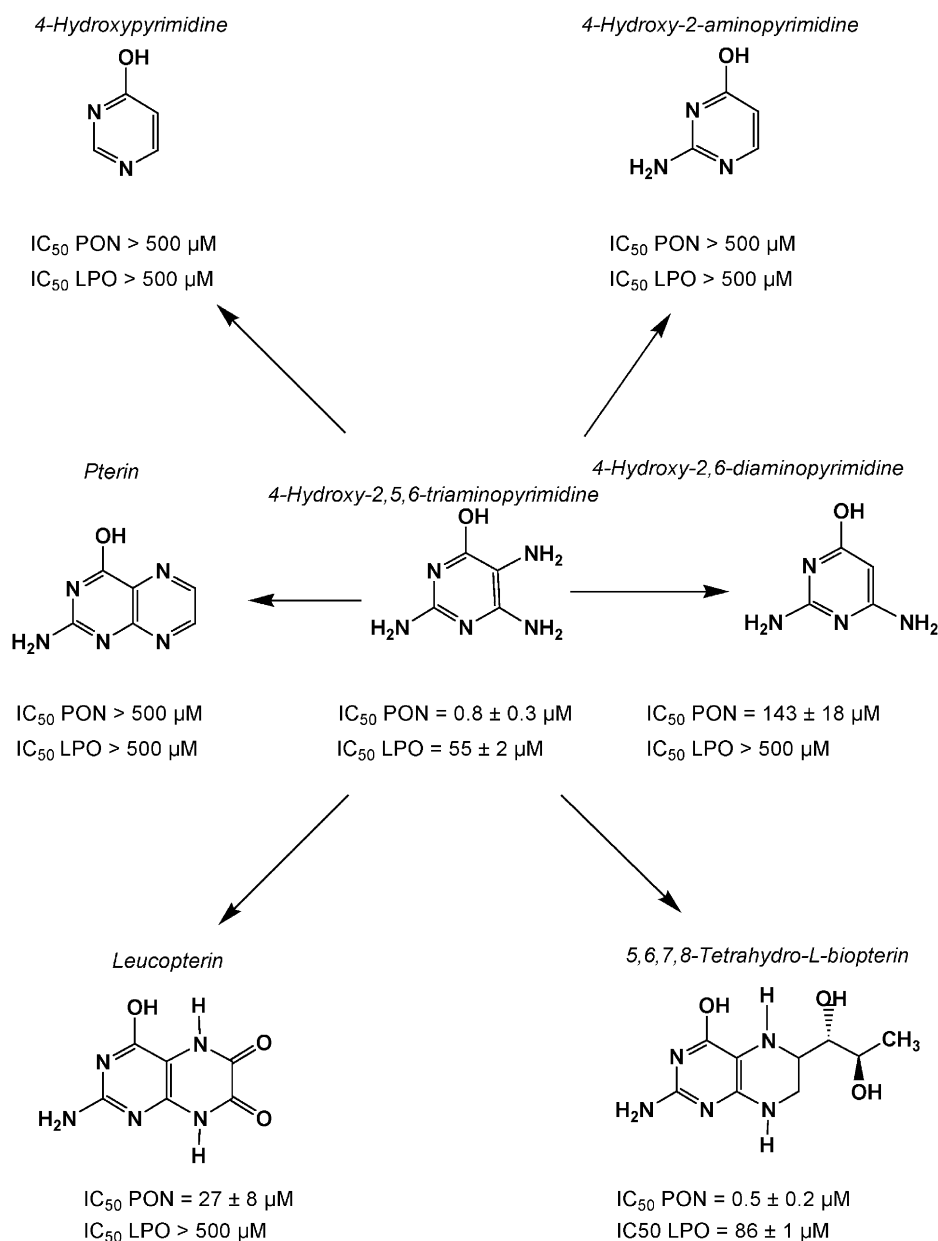 4-Hydroxypyrimidine
OH
N
N
IC50 PON > 500 µM
IC50 LPO > 500 µM
4-Hydroxy-2-aminopyrimidine
OH
N
H2N
N
IC50 PON > 500 µM
IC50 LPO > 500 µM
Pterin
OH
N
N
H2N
N
N
IC50 PON > 500 µM
IC50 LPO > 500 µM
4-Hydroxy-2,5,6-triaminopyrimidine
OH
NH2
N
H2N
N
NH2
IC50 PON = 0.8 ± 0.3 µM
IC50 LPO = 55 ± 2 µM
4-Hydroxy-2,6-diaminopyrimidine
OH
N
H2N
N
NH2
IC50 PON = 143 ± 18 µM
IC50 LPO > 500 µM
Leucopterin
OH
H
N
N
O
O
H2N
N
N
H
IC50 PON = 27 ± 8 µM
IC50 LPO > 500 µM
5,6,7,8-Tetrahydro-L-biopterin
H
OH
OH
N
CH3
N
OH
H2N
N
N
H
IC50 PON = 0.5 ± 0.2 µM
IC50 LPO = 86 ± 1 µM